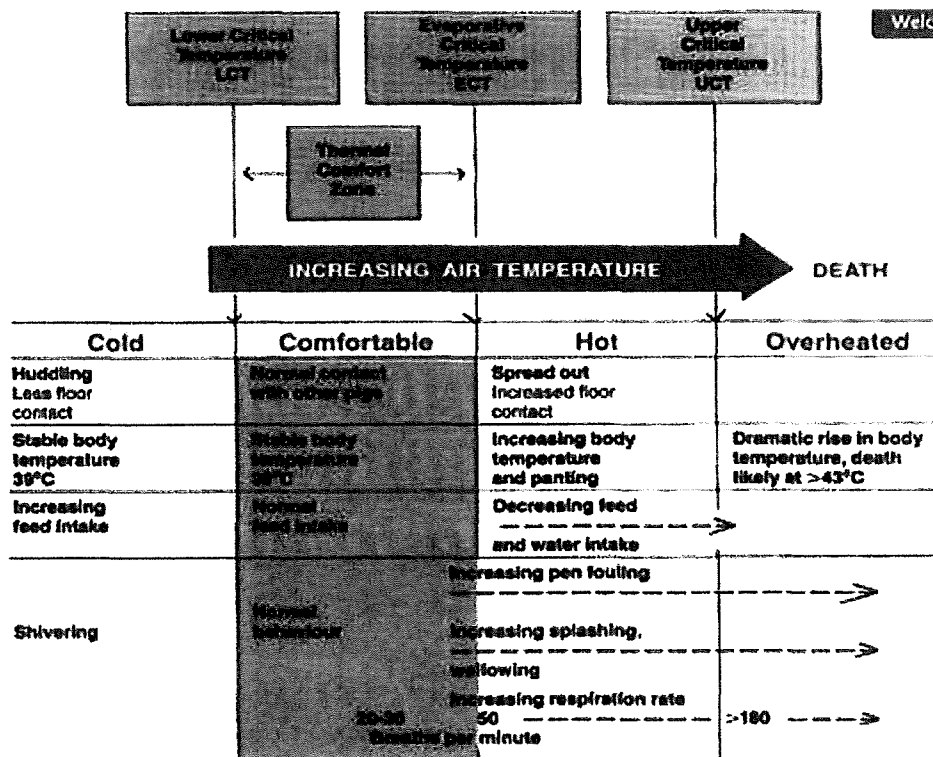 Lower Critical
Temperature
LCT
Evaporative
Critical
Temperature
ECT
Upper
Critical
Temperature
UCT
Welc
Thermal
Comfort
Zone
INCREASING AIR TEMPERATURE
DEATH
Cold
Comfortable
Hot
Overheated
Huddling
Less floor
contact
Normal contact
with other pigs
Spread out
Increased floor
contact
Stable body
temperature
39°C
Stable body
temperature
39°C
Increasing body
temperature
and panting
Dramatic rise in body
temperature, death
likely at >43°C
Increasing
feed intake
Normal
feed intake
Decreasing feed
and water intake
Shivering
Normal
behaviour
Increasing pen fouling
Increasing splashing,
wallowing
Increasing respiration rate
50 >180
Breaths per minute